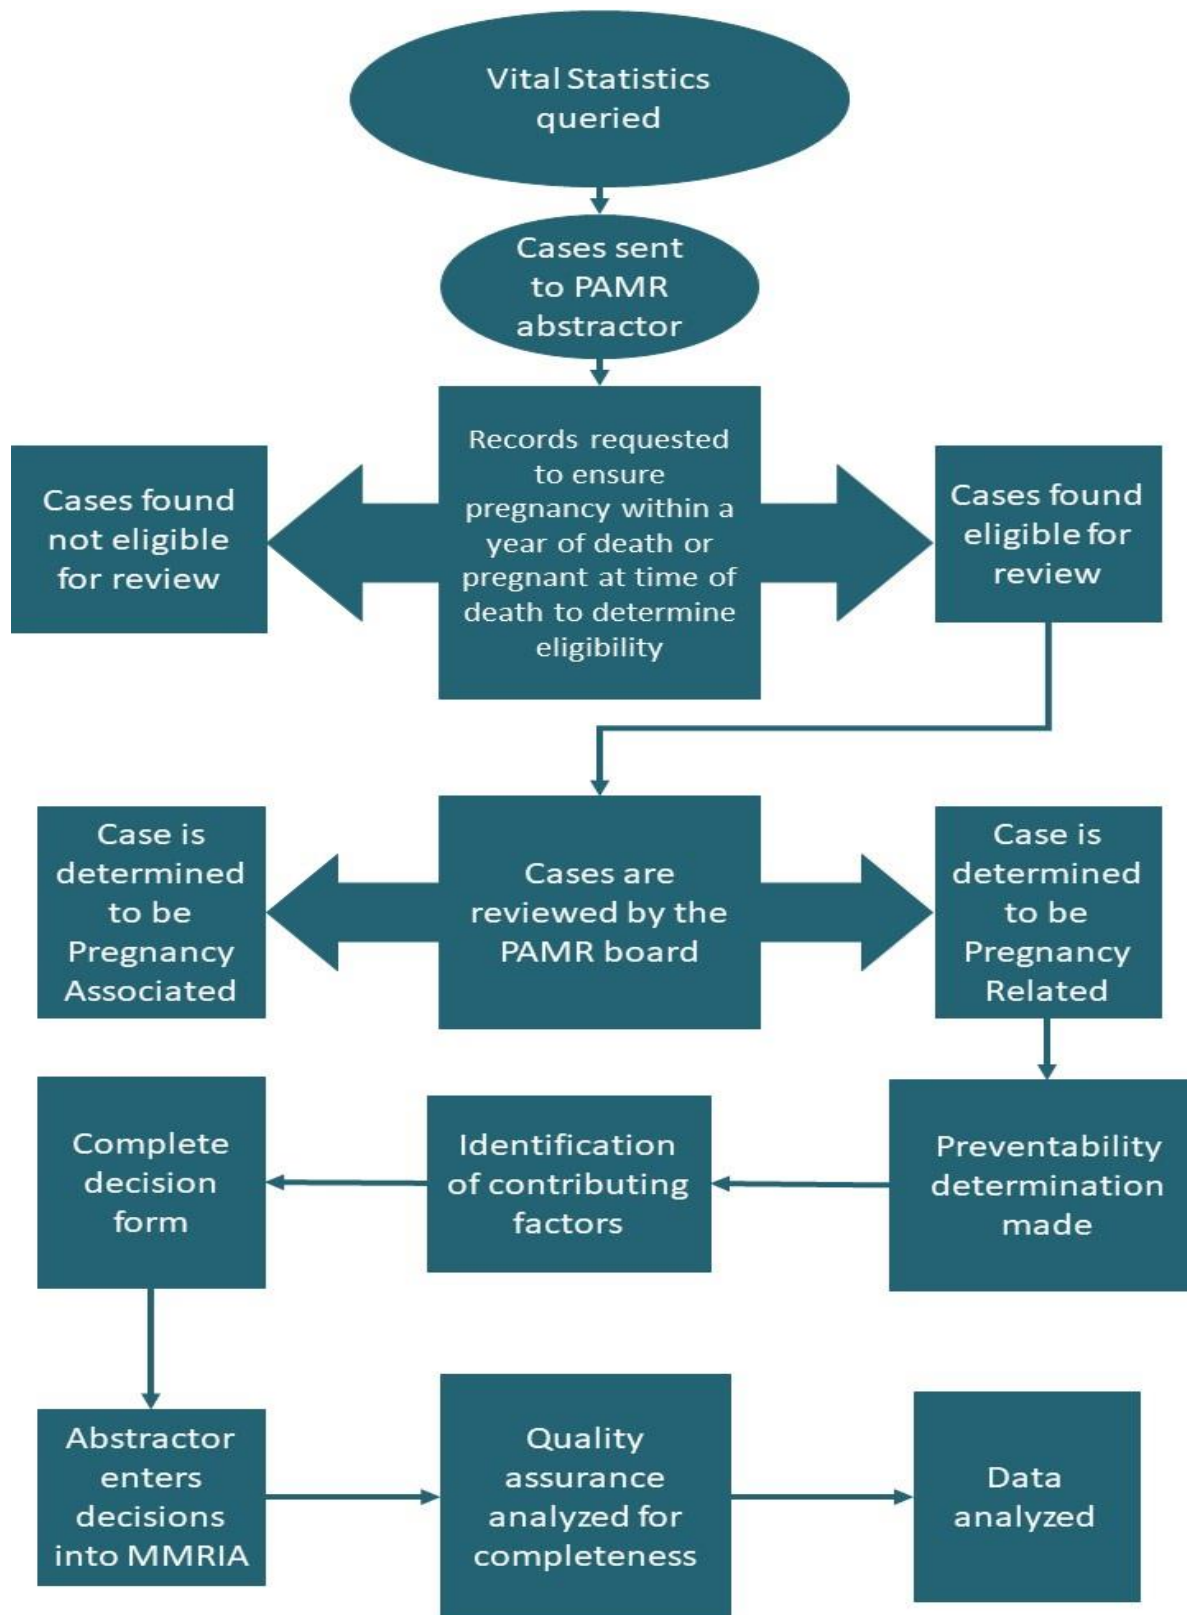 Vital Statistics
queried
Cases sent
to PAMR
abstractor
Records requested
to ensure
pregnancy within a
year of death or
pregnant at time of
death to determine
eligibility
Cases found
not eligible
for review
Cases found
eligible for
review
Cases are
reviewed by the
PAMR board
Case is
determined
to be
Pregnancy
Associated
Case is
determined
to be
Pregnancy
Related
Preventability
determination
made
Identification
of contributing
factors
Complete
decision
form
Abstractor
enters
decisions
into MMRIA
Quality
assurance
analyzed for
completeness
Data
analyzed